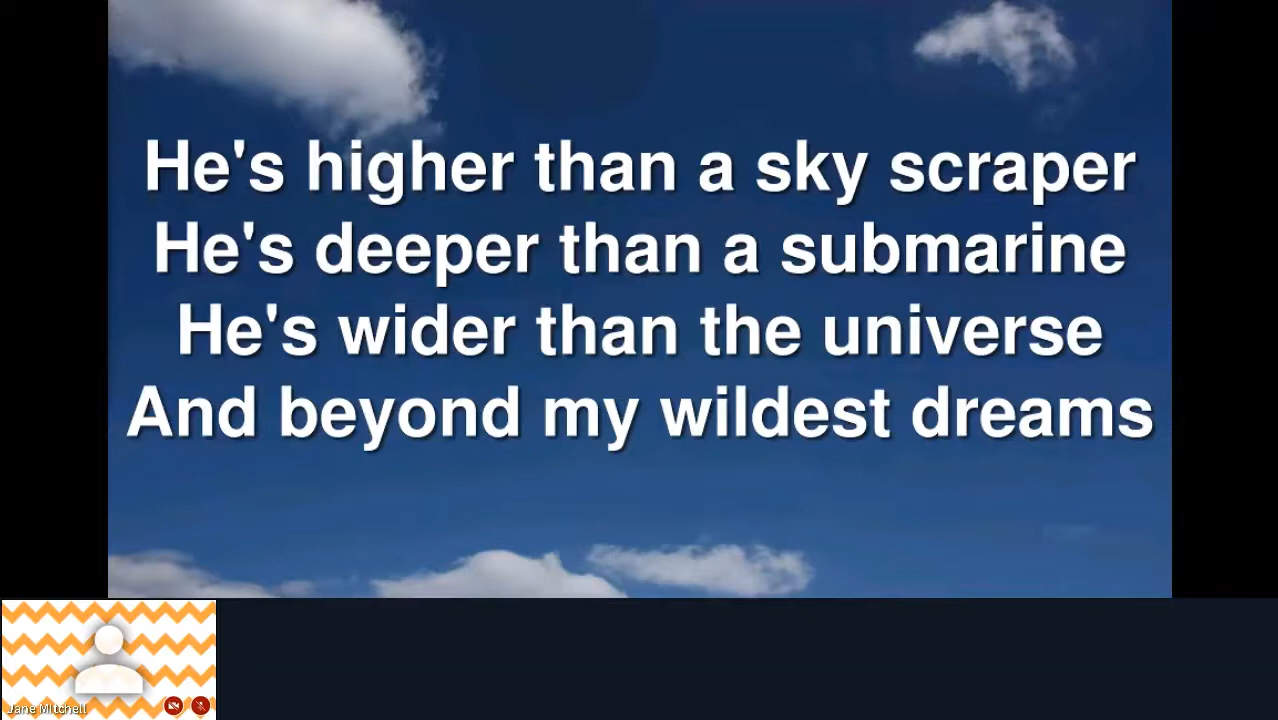 He's higher than a sky scraper
He's deeper than a submarine
He's wider than the universe
And beyond my wildest dreams
Jane Mitchell